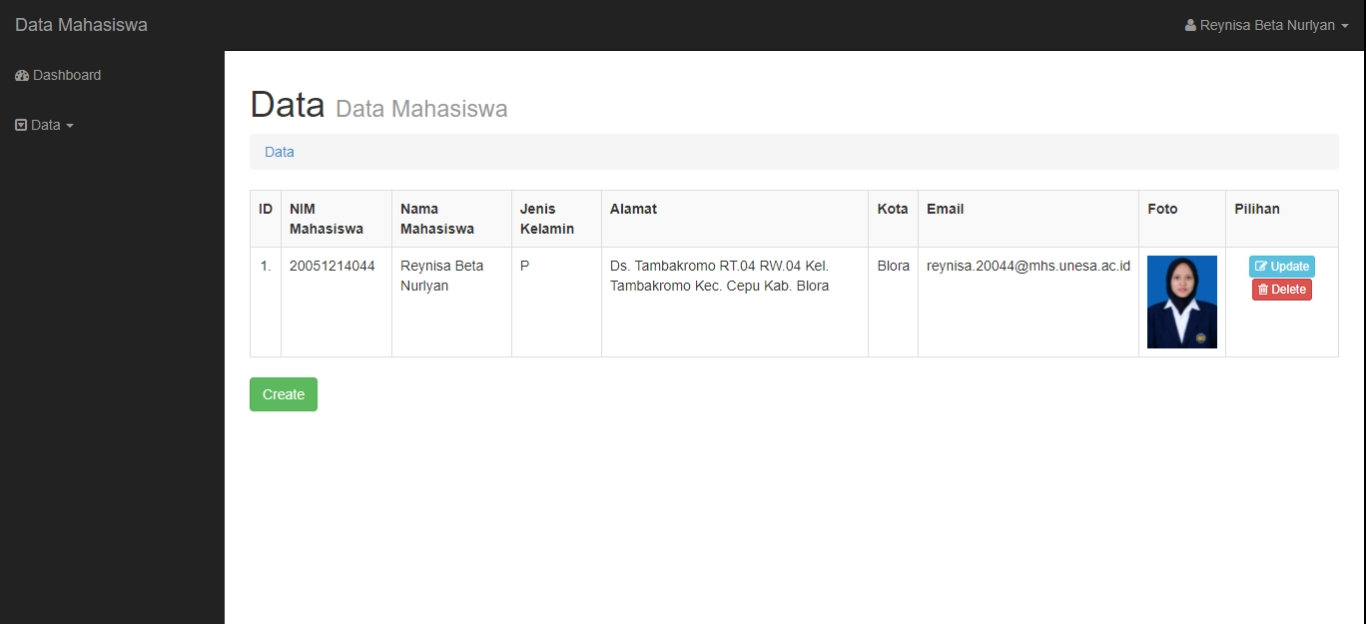 Data Mahasiswa
Reynisa Beta Nurlyan
Dashboard
Data
Data Data Mahasiswa
Data
ID NIM Mahasiswa Nama Mahasiswa Jenis Kelamin Alamat Kota Email Foto Pilihan
1. 20051214044 Reynisa Beta Nurlyan P Ds. Tambakromo RT.04 RW.04 Kel. Blora reynisa.20044@mhs.unesa.ac.id Update
Tambakromo Kec. Cepu Kab. Blora Delete
Create